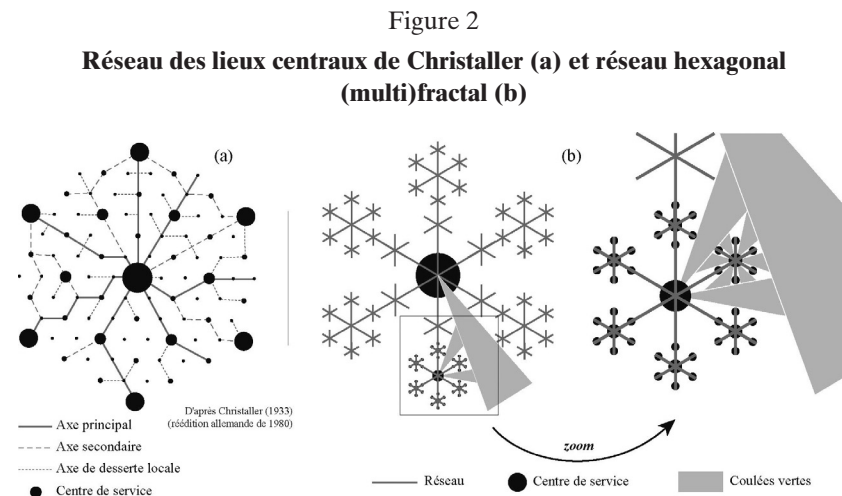 Figure 2
Réseau des lieux centraux de Christaller (a) et réseau hexagonal
(multi)fractal (b)
(a)
(b)
D'après Christaller (1933)
(réédition allemande de 1980)
Axe principal
Axe secondaire
Axe de desserte locale
Centre de service
zoom
Réseau
Centre de service
Coulées vertes